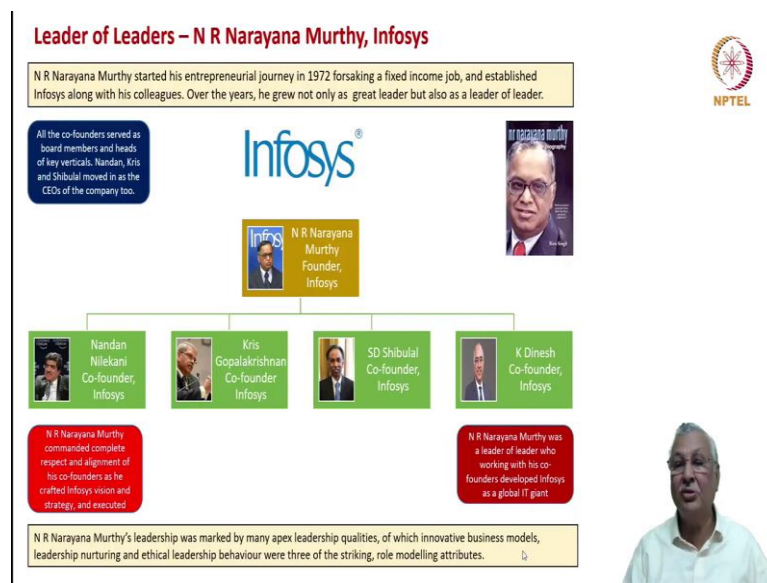 Leader of Leaders – N R Narayana Murthy, Infosys
NPTEL
N R Narayana Murthy started his entrepreneurial journey in 1972 forsaking a fixed income job, and established
Infosys along with his colleagues. Over the years, he grew not only as great leader but also as a leader of leader.
All the co-founders served as
board members and heads
of key verticals. Nandan, Kris
and Shibulal moved in as the
CEOs of the company too.
Infosys®
nr narayana murthy
N R Narayana
Murthy
Founder,
Infosys
Nandan
Nilekani
Co-founder,
Infosys
Kris
Gopalakrishnan
Co-founder
Infosys
SD Shibulal
Co-founder,
Infosys
K Dinesh
Co-founder,
Infosys
N R Narayana Murthy
commanded complete
respect and alignment of
his co-founders as he
crafted Infosys vision and
strategy, and executed
N R Narayana Murthy was
a leader of leader who
working with his co-
founders developed Infosys
as a global IT giant
N R Narayana Murthy's leadership was marked by many apex leadership qualities, of which innovative business models,
leadership nurturing and ethical leadership behaviour were three of the striking, role modelling attributes.